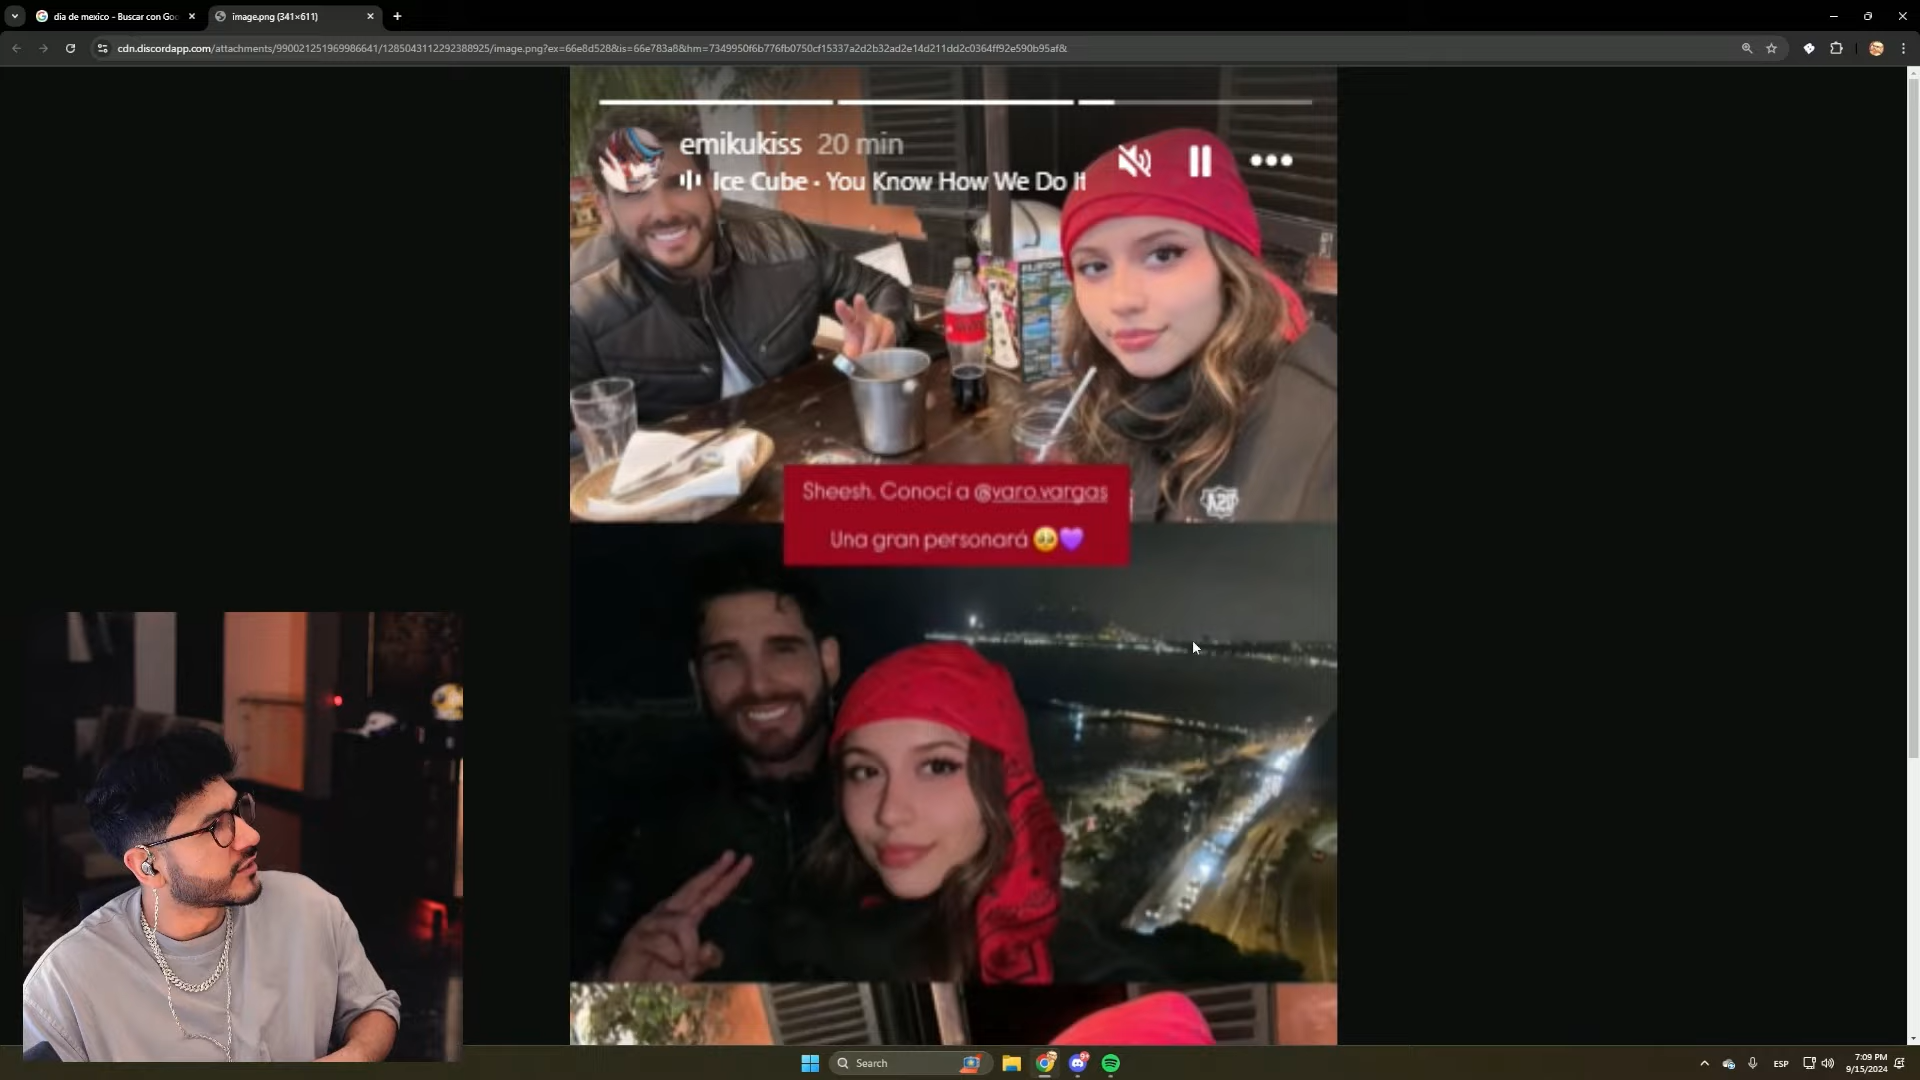 dia de mexico - Buscar con Goo
image.png (341×611)
cdn.discordapp.com/attachments/990021251969986641/1285043112292388925/image.png?ex=66e8d528&is=66e783a8&hm=7349950f6b776fb0750cf15337a2d2b32ad2e14d211dd2c0364ff92e590b95af&
emikukiss 20 min
Ice Cube · You Know How We Do It
Sheesh. Conocí a @varo.vargas
Una gran personará 🥺💜
Search
ESP
7:09 PM
9/15/2024